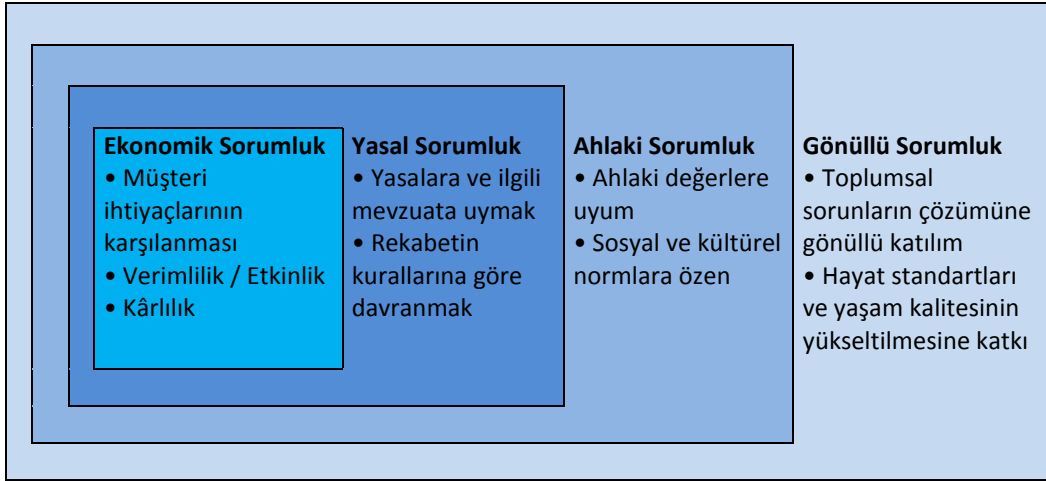 Ekonomik Sorumluk
• Müşteri
ihtiyaçlarının
karşılanması
• Verimlilik / Etkinlik
• Kârlılık
Yasal Sorumluk
• Yasalara ve ilgili
mevzuata uymak
• Rekabetin
kurallarına göre
davranmak
Ahlaki Sorumluk
• Ahlaki değerlere
uyum
• Sosyal ve kültürel
normlara özen
Gönüllü Sorumluk
• Toplumsal
sorunların çözümüne
gönüllü katılım
• Hayat standartları
ve yaşam kalitesinin
yükseltilmesine katkı